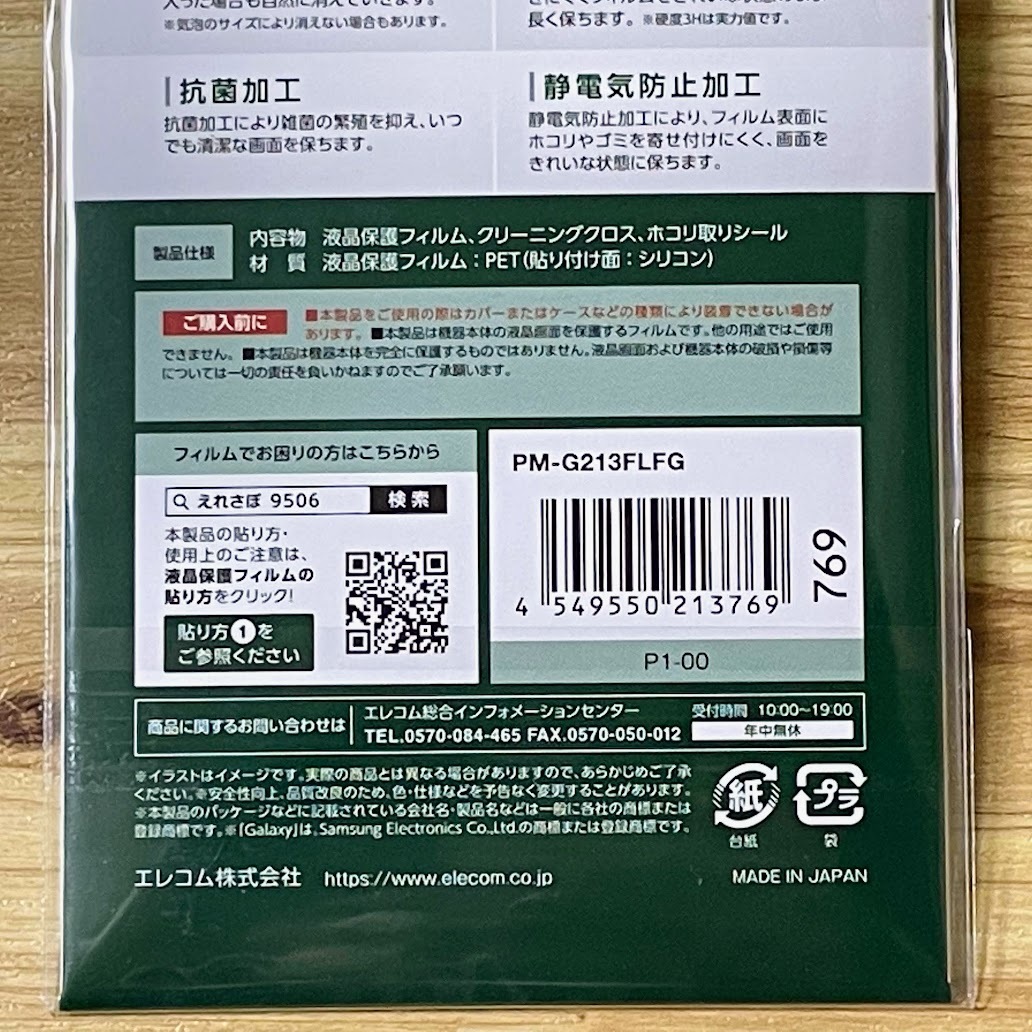 入った場合も自然に消えていきます。
※気泡のサイズにより消えない場合もあります。
長く保ちます。※硬度3Hは実力値です。
抗菌加工
抗菌加工により雑菌の繁殖を抑え、いつ
でも清潔な画面を保ちます。
静電気防止加工
静電気防止加工により、フィルム表面に
ホコリやゴミを寄せ付けにくく、画面を
きれいな状態に保ちます。
製品仕様
内容物 液晶保護フィルム、クリーニングクロス、ホコリ取りシール
材 質 液晶保護フィルム：PET（貼り付け面：シリコン）
ご購入前に
■本製品をご使用の際はカバーまたはケースなどの種類により装着できない場合が
あります。■本製品は機器本体の液晶画面を保護するフィルムです。他の用途ではご使用
できません。■本製品は機器本体を完全に保護するものではありません。液晶画面および機器本体の破損や損傷等
については一切の責任を負いかねますのでご了承願います。
フィルムでお困りの方はこちらから
えれさぽ 9506 検索
本製品の貼り方・
使用上のご注意は、
液晶保護フィルムの
貼り方をクリック！
貼り方1を
ご参照ください
PM-G213FLFG
4 549550 213769
769
P1-00
商品に関するお問い合わせは
エレコム総合インフォメーションセンター
TEL.0570-084-465 FAX.0570-050-012
受付時間 10:00〜19:00
年中無休
※イラストはイメージです。実際の商品とは異なる場合がありますので、あらかじめご了承
ください。※安全性向上、品質改良のため、色・仕様などを予告なく変更することがあります。
※本製品のパッケージなどに記載されている会社名・製品名などは一般に各社の商標または
登録商標です。※「Galaxy」は、Samsung Electronics Co.,Ltd.の商標または登録商標です。
紙
台紙
プラ
袋
エレコム株式会社 https://www.elecom.co.jp
MADE IN JAPAN